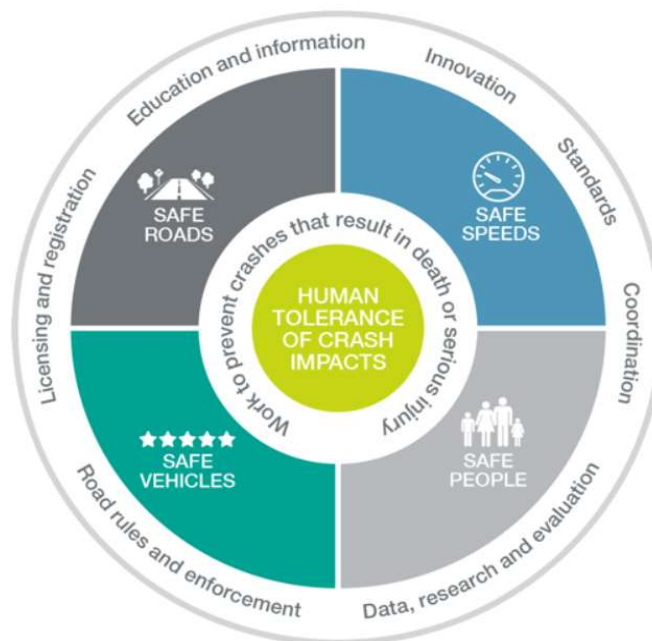 Education and information
Innovation
Standards
Coordination
Data, research and evaluation
Road rules and enforcement
Licensing and registration
SAFE
ROADS
SAFE
SPEEDS
Work to prevent crashes that result in death or serious injury
HUMAN
TOLERANCE
OF CRASH
IMPACTS
SAFE
VEHICLES
SAFE
PEOPLE